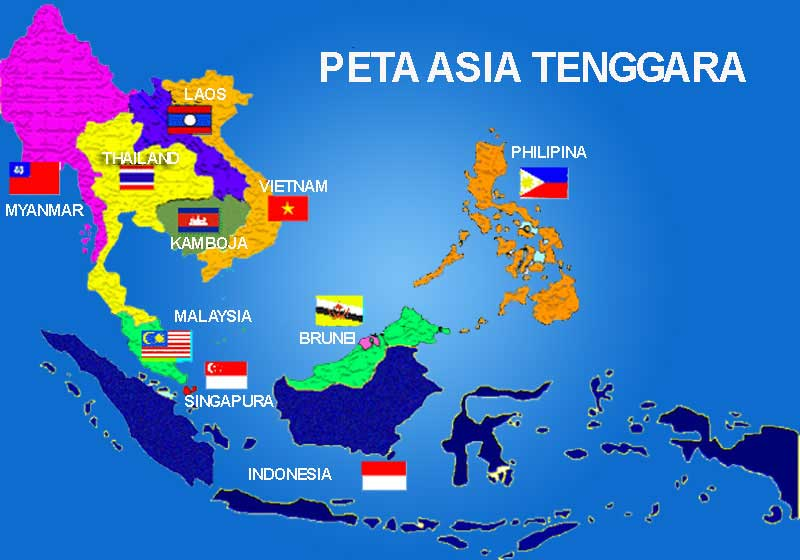 PETA ASIA TENGGARA
LAOS
THAILAND
PHILIPINA
VIETNAM
MYANMAR
KAMBOJA
MALAYSIA
BRUNEI
SINGAPURA
INDONESIA